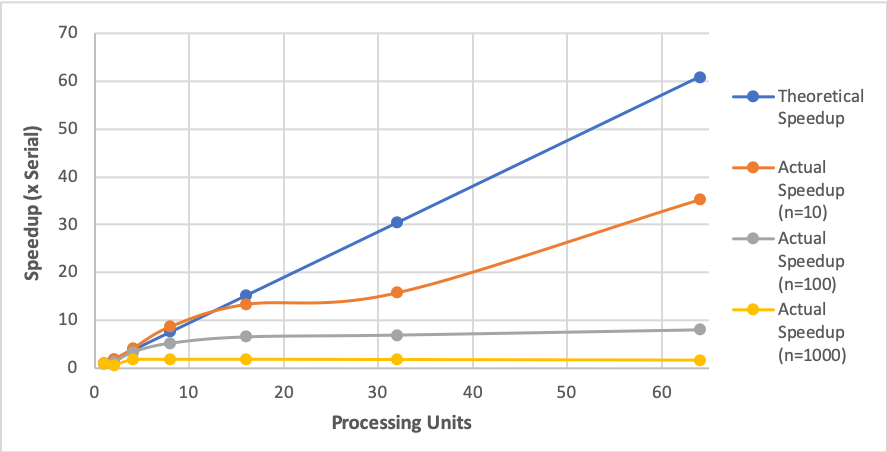 70
60
50
40
30
20
10
0
0 10 20 30 40 50 60
Speedup (x Serial)
Processing Units
Theoretical
Speedup
Actual
Speedup
(n=10)
Actual
Speedup
(n=100)
Actual
Speedup
(n=1000)